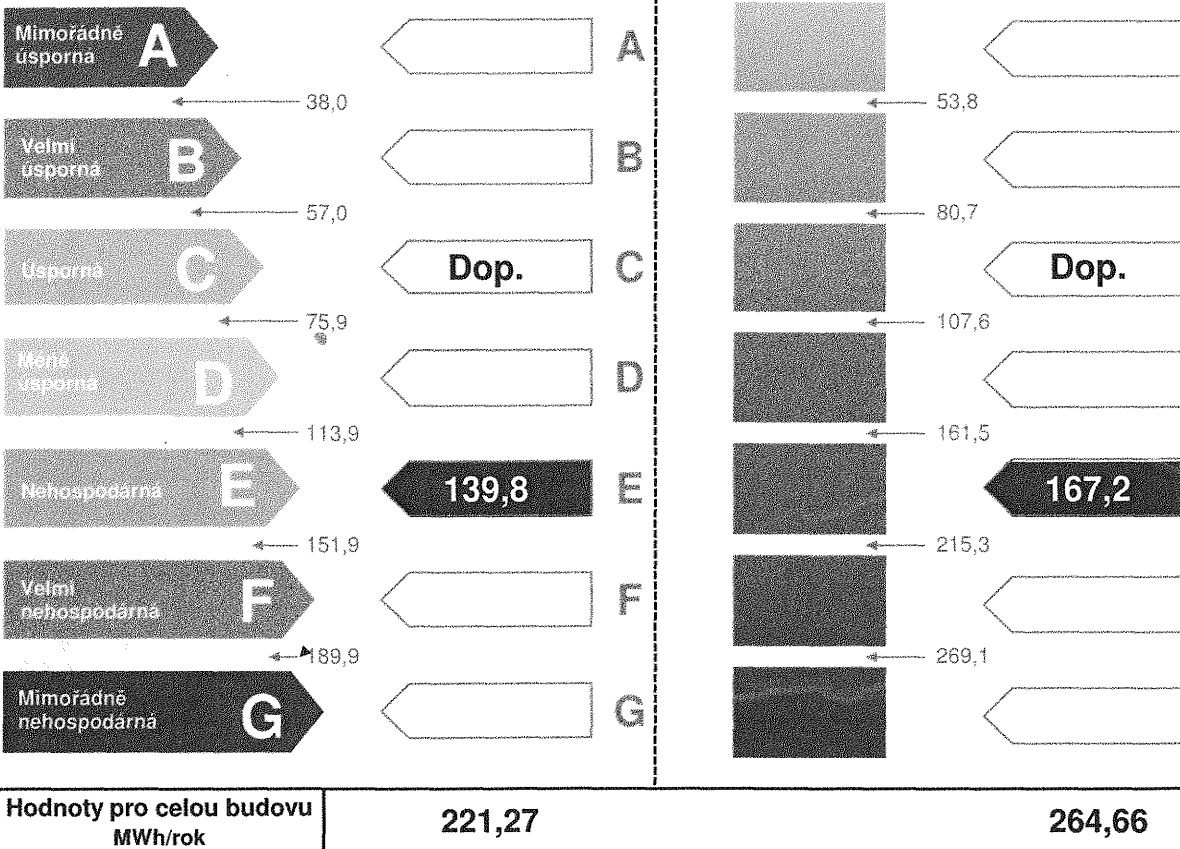 Mimořádně
úsporná
A
A
38,0
53,8
Velmi
úsporná
B
B
57,0
80,7
Úsporná
C
Dop.
C
Dop.
75,9
107,6
Méně
úsporná
D
D
113,9
161,5
Nehospodárná
E
139,8
E
167,2
151,9
215,3
Velmi
nehospodárná
F
F
189,9
269,1
Mimořádně
nehospodárná
G
G
Hodnoty pro celou budovu
MWh/rok
221,27
264,66